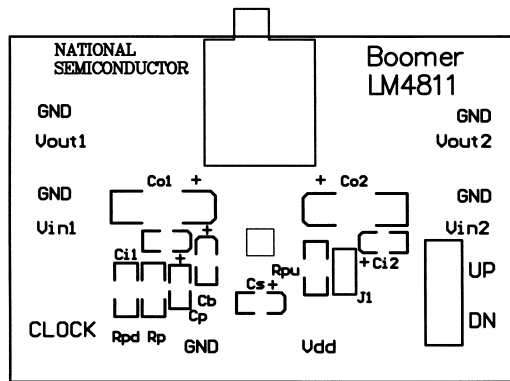 NATIONAL
SEMICONDUCTOR
Boomer
LM4811
GND
GND
Vout1
Vout2
Co1
+
+
Co2
GND
GND
Vin1
+
Vin2
Ci1
+
+
Ci2
Rpu
UP
Cs+
J1
Cb
Cp
CLOCK
Rpd
Rp
GND
Vdd
DN